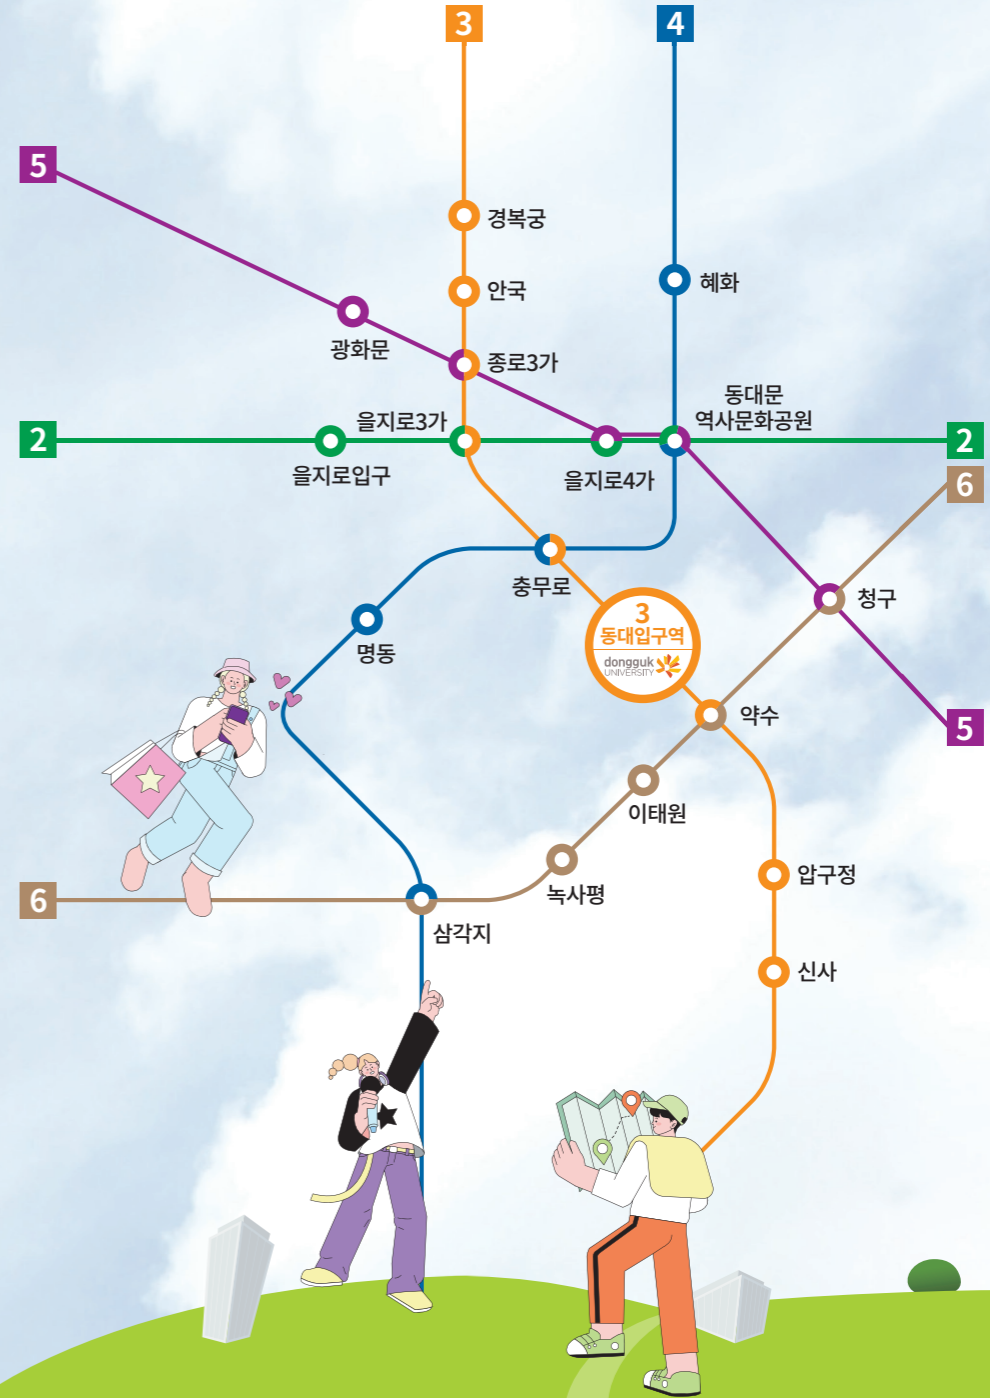 3
4
5
경복궁
안국
혜화
광화문
종로3가
동대문
역사문화공원
을지로3가
2
2
을지로입구
을지로4가
6
충무로
청구
3
동대입구역
dongguk
UNIVERSITY
명동
약수
5
이태원
압구정
녹사평
6
삼각지
신사